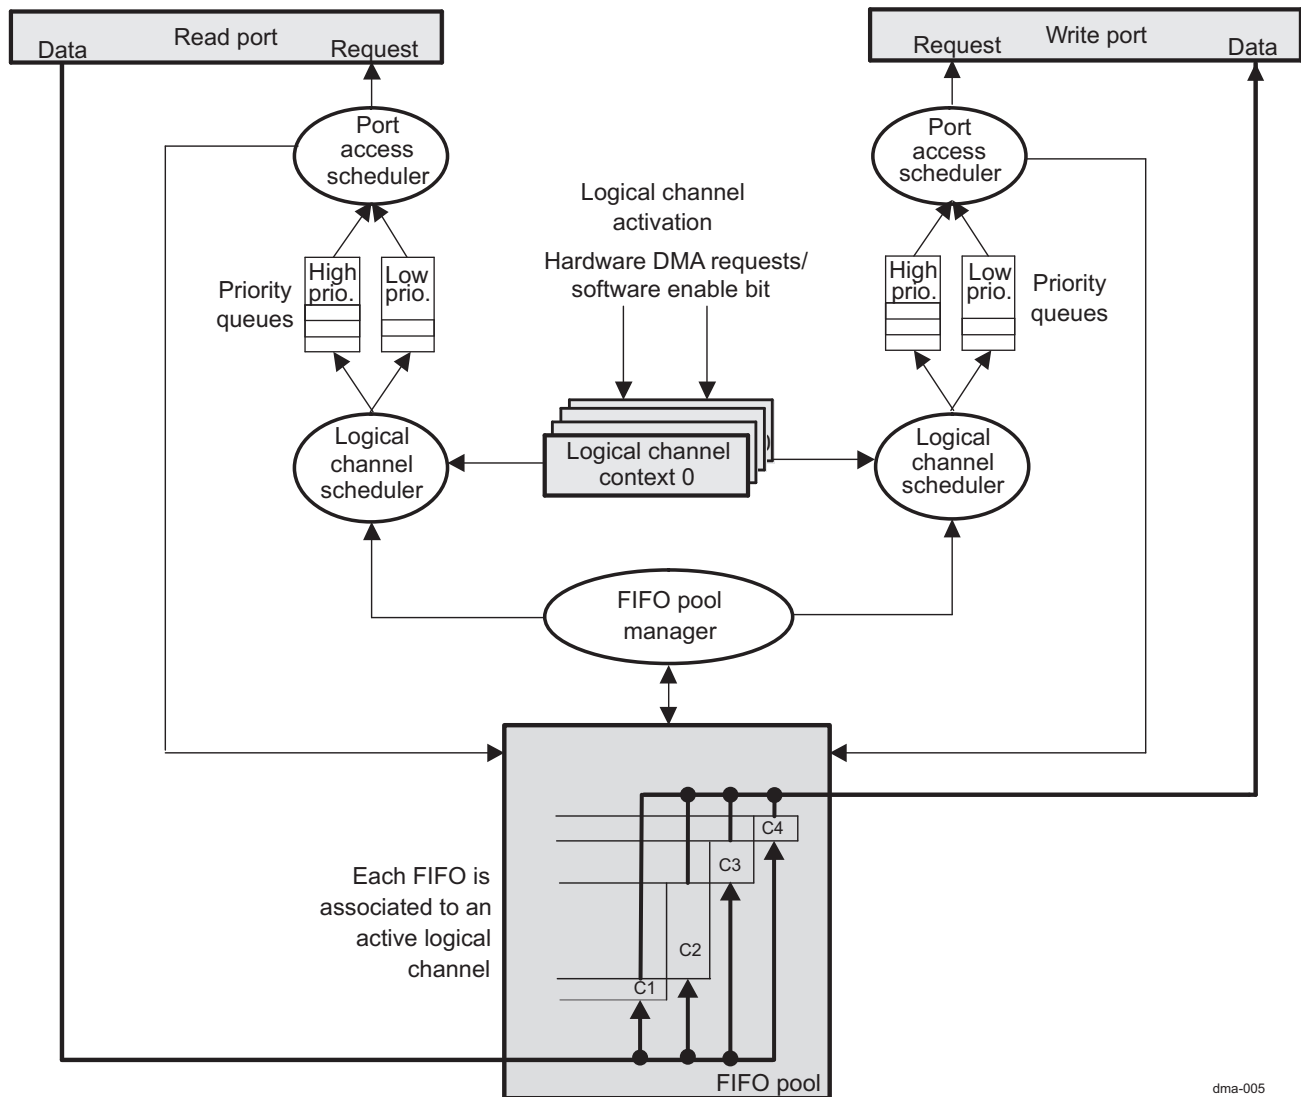 Read port
Data
Request
Write port
Request
Data
Port
access
scheduler
Port
access
scheduler
Logical channel
activation
Hardware DMA requests/
software enable bit
Priority
queues
High
prio.
Low
prio.
High
prio.
Low
prio.
Priority
queues
Logical
channel
scheduler
Logical channel
context 0
Logical
channel
scheduler
FIFO pool
manager
Each FIFO is
associated to an
active logical
channel
C4
C3
C2
C1
FIFO pool
dma-005